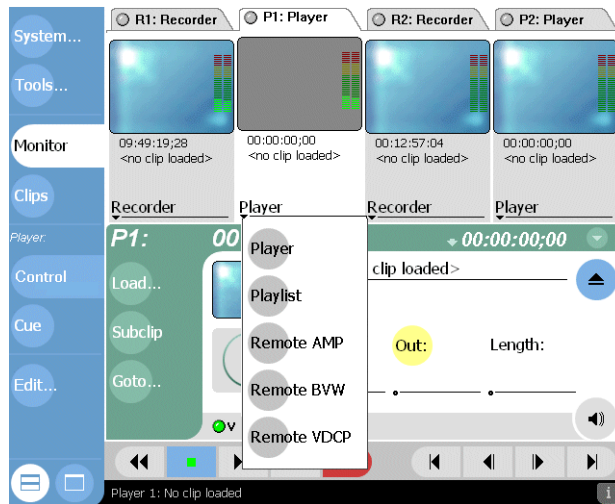 System...
Tools...
Monitor
Clips
Player:
Control
Cue
Edit...
R1: Recorder
P1: Player
R2: Recorder
P2: Player
09:49:19;28
<no clip loaded>
00:00:00;00
<no clip loaded>
00:12:57:04
<no clip loaded>
00:00:00;00
<no clip loaded>
Recorder
Player
Recorder
Player
P1:
00
00:00:00;00
Load...
Subclip
Goto...
clip loaded>
Player
Playlist
Remote AMP
Remote BVW
Remote VDCP
Out:
Length:
V
Player 1: No clip loaded
i